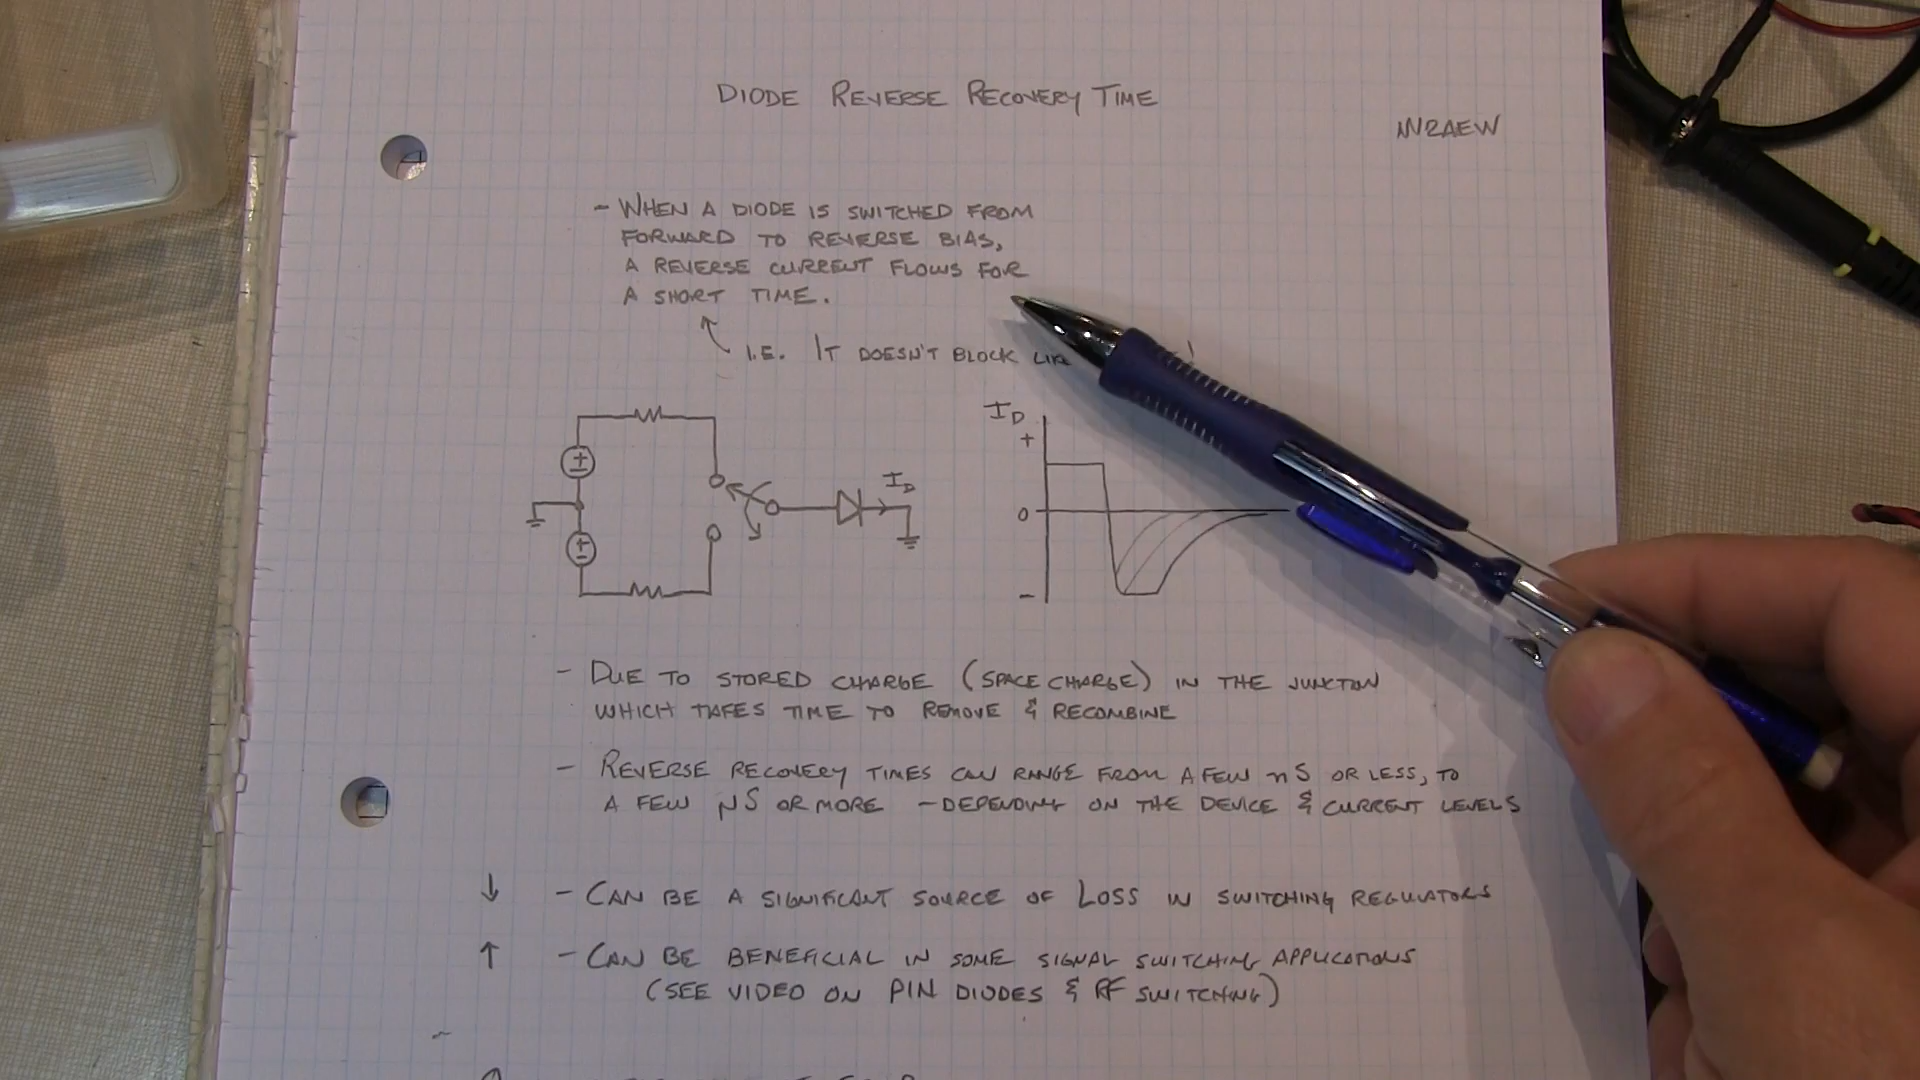 DIODE REVERSE RECOVERY TIME
W2AEW
- WHEN A DIODE IS SWITCHED FROM
FORWARD TO REVERSE BIAS,
A REVERSE CURRENT FLOWS FOR
A SHORT TIME.
I.E. IT DOESN'T BLOCK LIKE
ID
+
0
-
+
ID
+
- DUE TO STORED CHARGE (SPACE CHARGE) IN THE JUNCTION
WHICH TAKES TIME TO REMOVE & RECOMBINE
- REVERSE RECOVERY TIMES CAN RANGE FROM A FEW nS OR LESS, TO
A FEW µS OR MORE - DEPENDING ON THE DEVICE & CURRENT LEVELS
↓ - CAN BE A SIGNIFICANT SOURCE OF LOSS IN SWITCHING REGULATORS
↑ - CAN BE BENEFICIAL IN SOME SIGNAL SWITCHING APPLICATIONS
(SEE VIDEO ON PIN DIODES & RF SWITCHING)